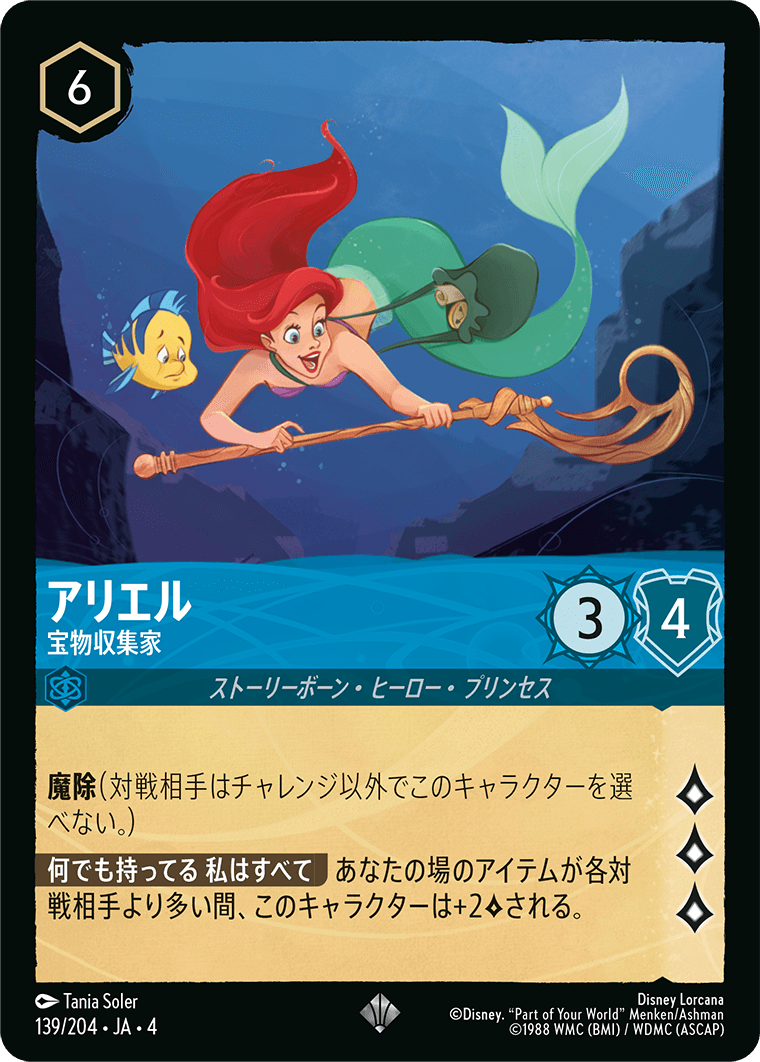 6
アリエル
宝物収集家
3
4
ストーリーボーン・ヒーロー・プリンセス
魔除(対戦相手はチャレンジ以外でこのキャラクターを選
べない。)
何でも持ってる 私はすべて あなたの場のアイテムが各対
戦相手より多い間、このキャラクターは+2される。
Tania Soler
139/204・JA・4
Disney Lorcana
©Disney. “Part of Your World” Menken/Ashman
©1988 WMC (BMI) / WDMC (ASCAP)